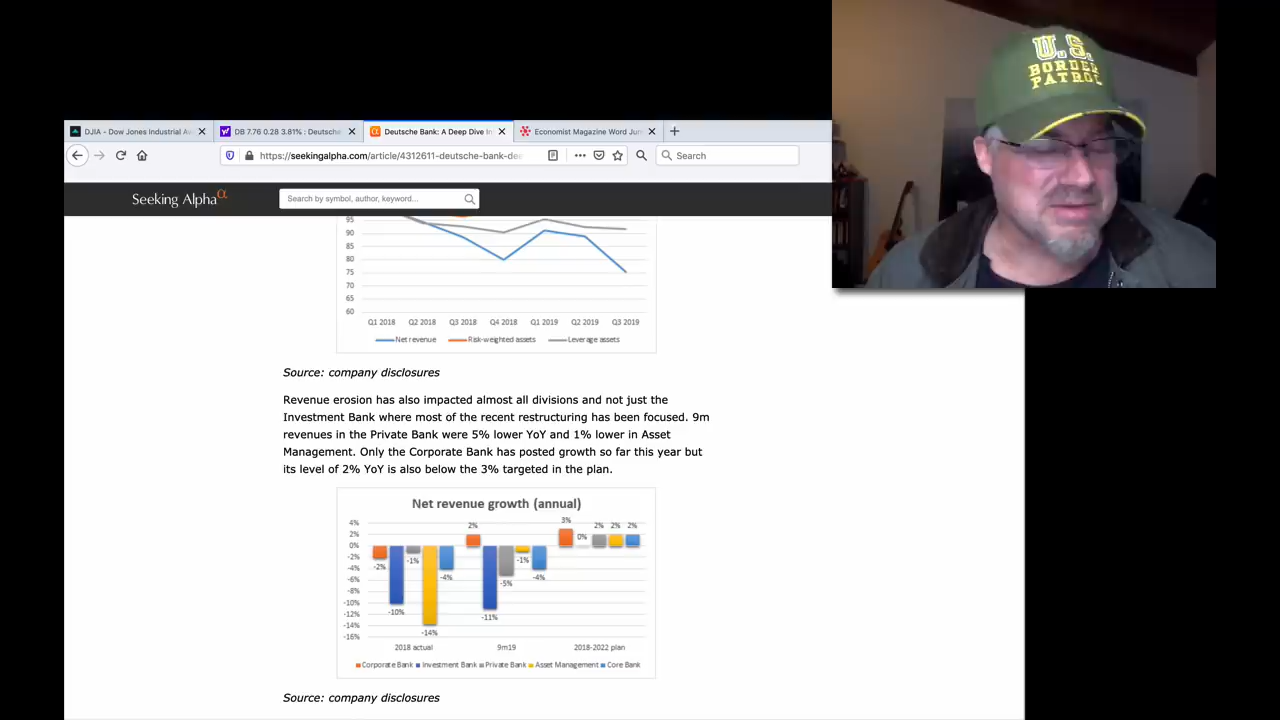 U.S.
BORDER
PATROL
DJIA - Dow Jones Industrial Av
DB 7.76 0.28 3.81% : Deutsche
Deutsche Bank: A Deep Dive In
Economist Magazine Word Jun
https://seekingalpha.com/article/4312611-deutsche-bank-de
Search
Seeking Alpha α
Search by symbol, author, keyword...
95
90
85
80
75
70
65
60
Q1 2018 Q2 2018 Q3 2018 Q4 2018 Q1 2019 Q2 2019 Q3 2019
Net revenue Risk-weighted assets Leverage assets
Source: company disclosures
Revenue erosion has also impacted almost all divisions and not just the
Investment Bank where most of the recent restructuring has been focused. 9m
revenues in the Private Bank were 5% lower YoY and 1% lower in Asset
Management. Only the Corporate Bank has posted growth so far this year but
its level of 2% YoY is also below the 3% targeted in the plan.
Net revenue growth (annual)
4%
2%
0%
-2%
-4%
-6%
-8%
-10%
-12%
-14%
-16%
-2% -10% -1% -14% -4%
2% -11% -5% -1% -4%
3% 0% 2% 2% 2%
2018 actual 9m19 2018-2022 plan
Corporate Bank Investment Bank Private Bank Asset Management Core Bank
Source: company disclosures